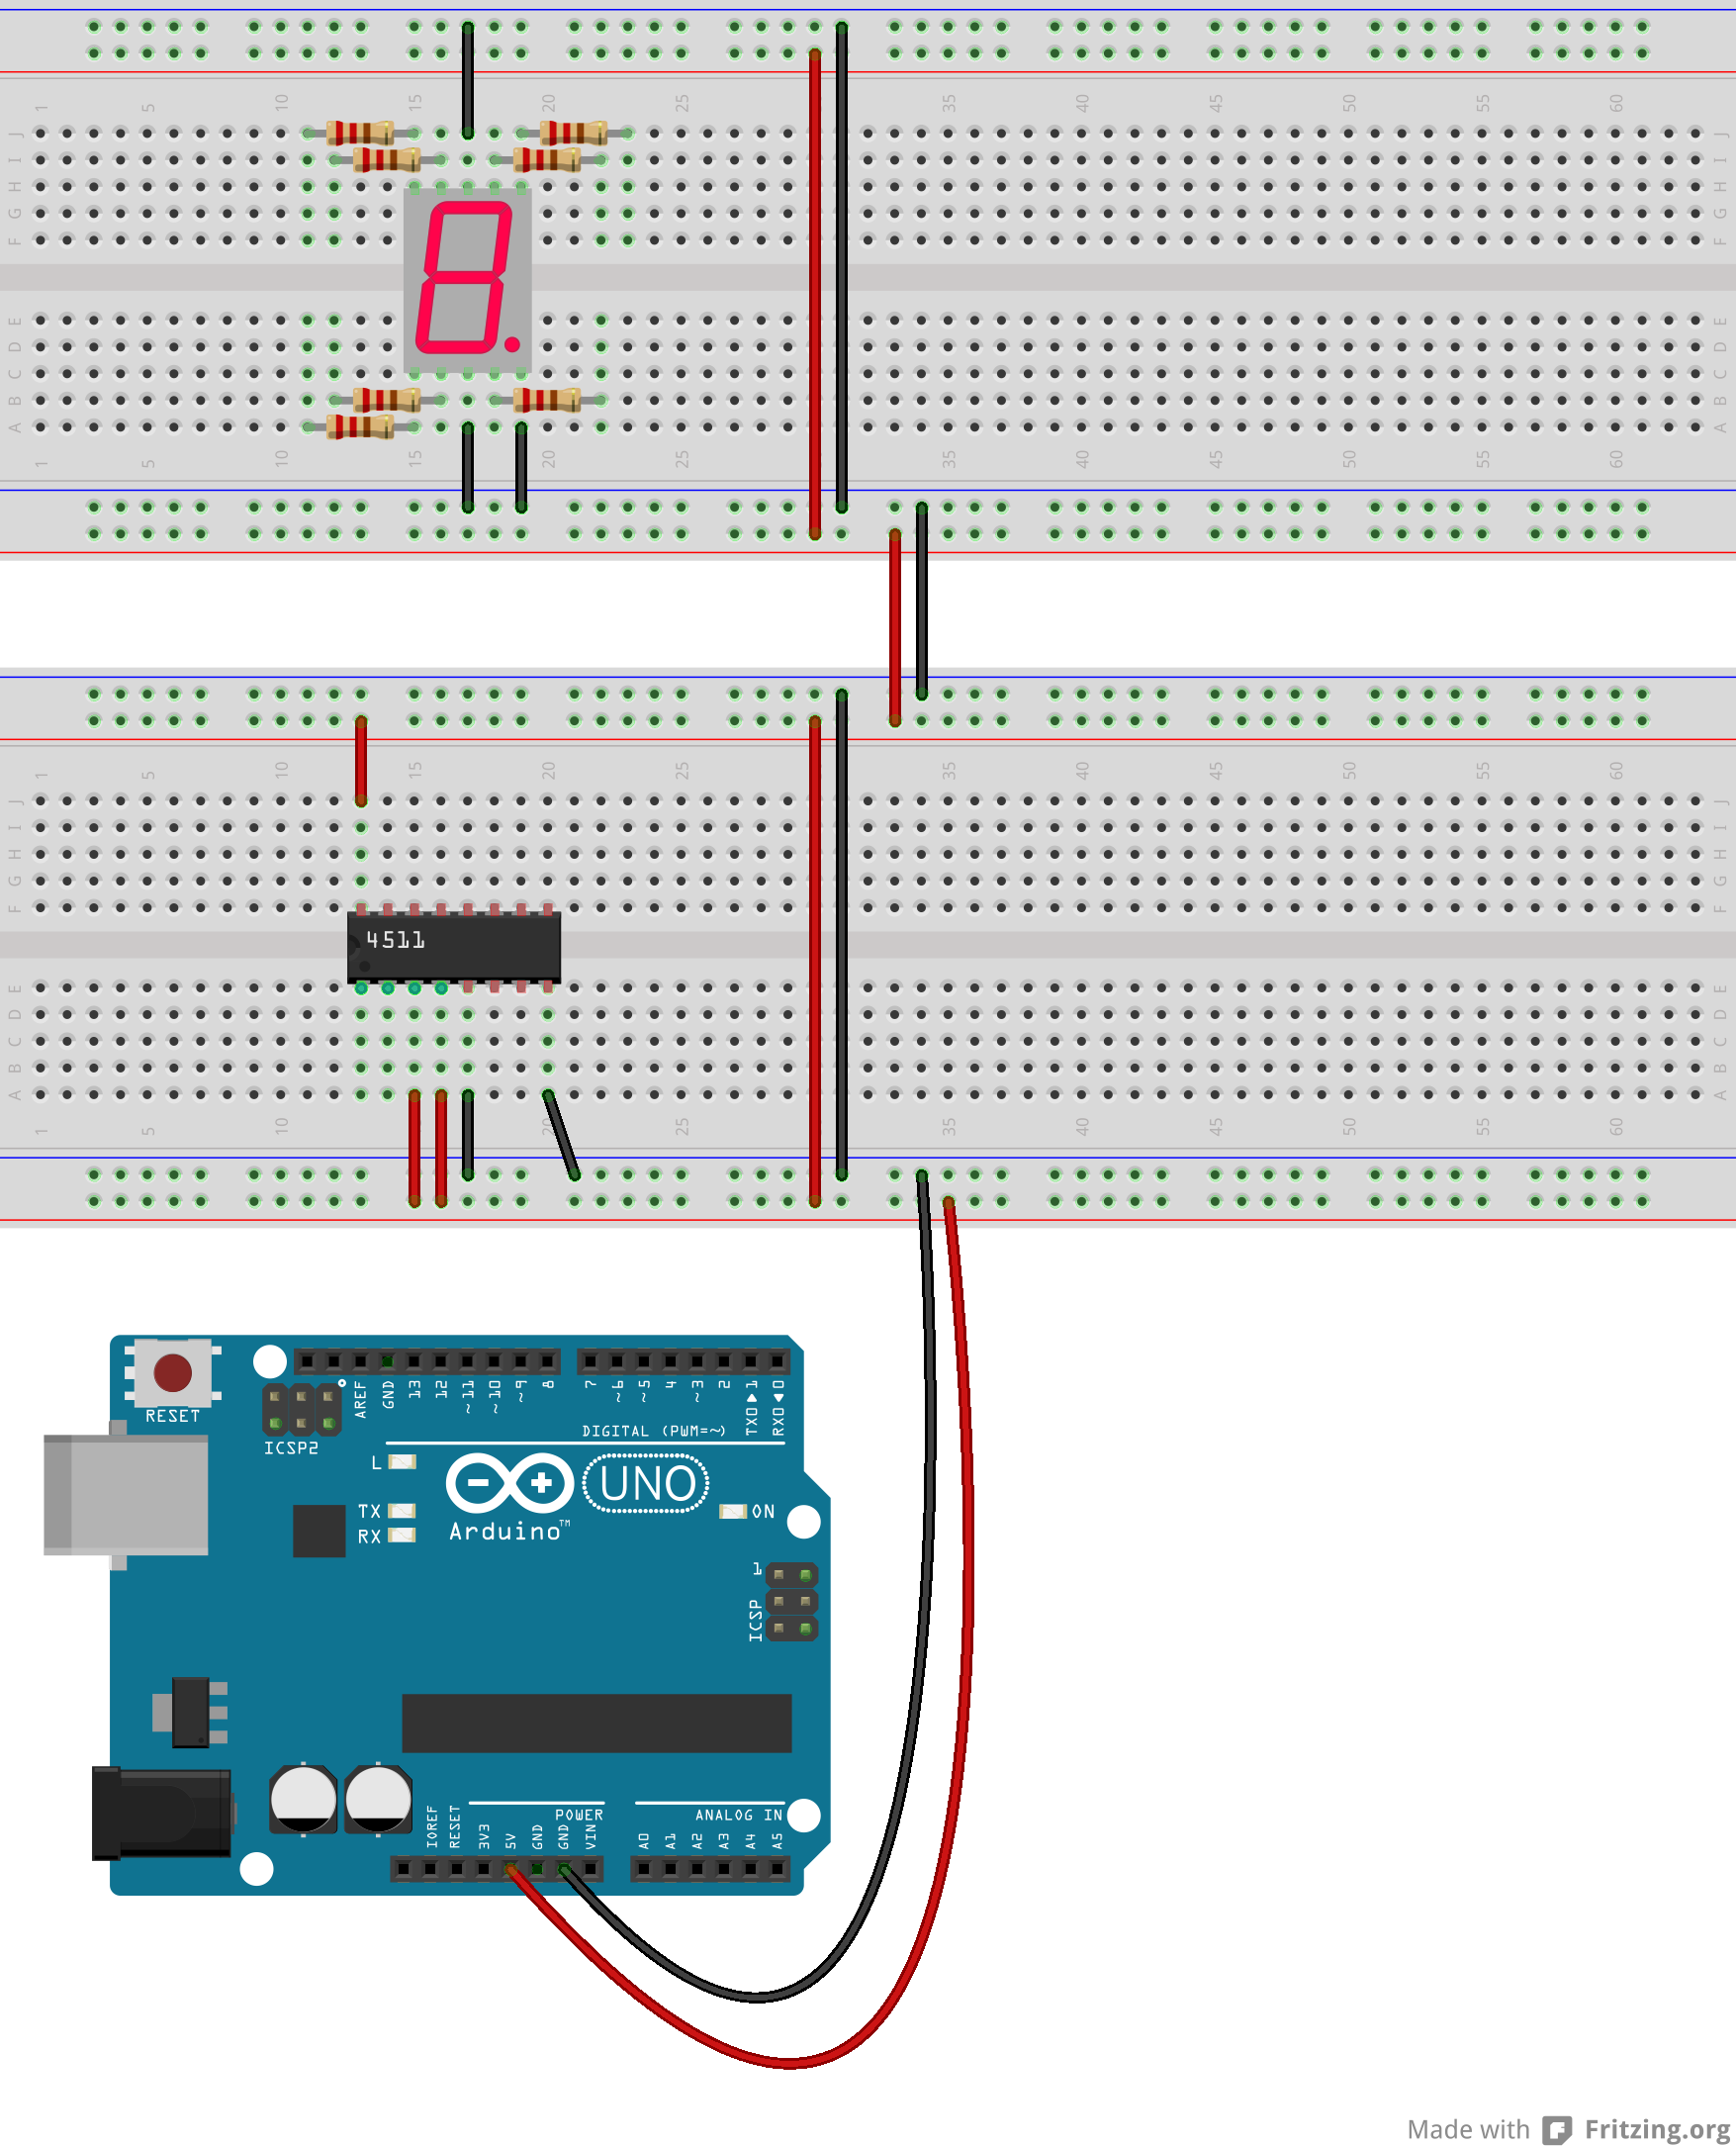 1 5 10 15 20 25 35 40 45 50 55 60
J J
I I
H H
G G
F F
E E
D D
C C
B B
A A
1 5 10 15 20 25 35 40 45 50 55 60
1 5 10 15 20 25 35 40 45 50 55 60
J J
I I
H H
G G
F F
4511
E E
D D
C C
B B
A A
1 5 10 15 20 25 35 40 45 50 55 60
RESET
ICSP2
AREF GND 13 12 ~11 ~10 ~9 8 7 ~6 ~5 4 ~3 2 TX0▶1 RX0◀0
DIGITAL (PWM=~)
L
TX
RX
UNO
Arduino™
ON
1
ICSP
POWER
ANALOG IN
IOREF RESET 3V3 5V GND GND VIN A0 A1 A2 A3 A4 A5
Made with Fritzing.org